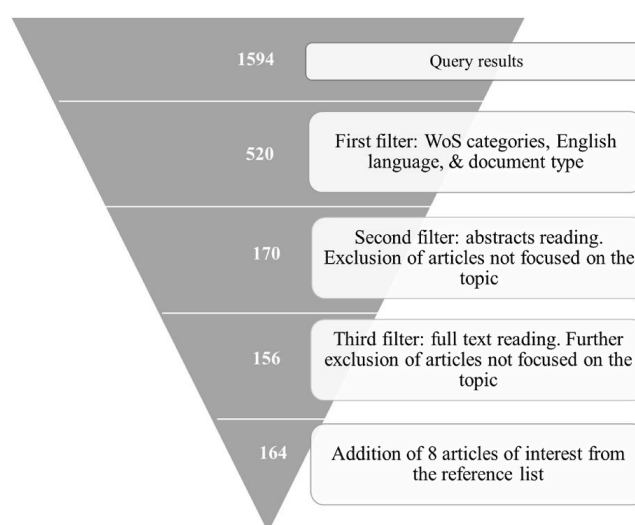 1594
Query results
520
First filter: WoS categories, English
language, & document type
170
Second filter: abstracts reading.
Exclusion of articles not focused on the
topic
156
Third filter: full text reading. Further
exclusion of articles not focused on the
topic
164
Addition of 8 articles of interest from
the reference list